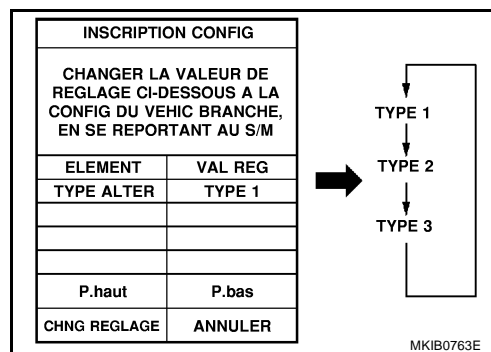 INSCRIPTION CONFIG
CHANGER LA VALEUR DE
REGLAGE CI-DESSOUS A LA
CONFIG DU VEHIC BRANCHE,
EN SE REPORTANT AU S/M
ELEMENT VAL REG
TYPE ALTER TYPE 1
P.haut P.bas
CHNG REGLAGE ANNULER
TYPE 1
TYPE 2
TYPE 3
MKIB0763E